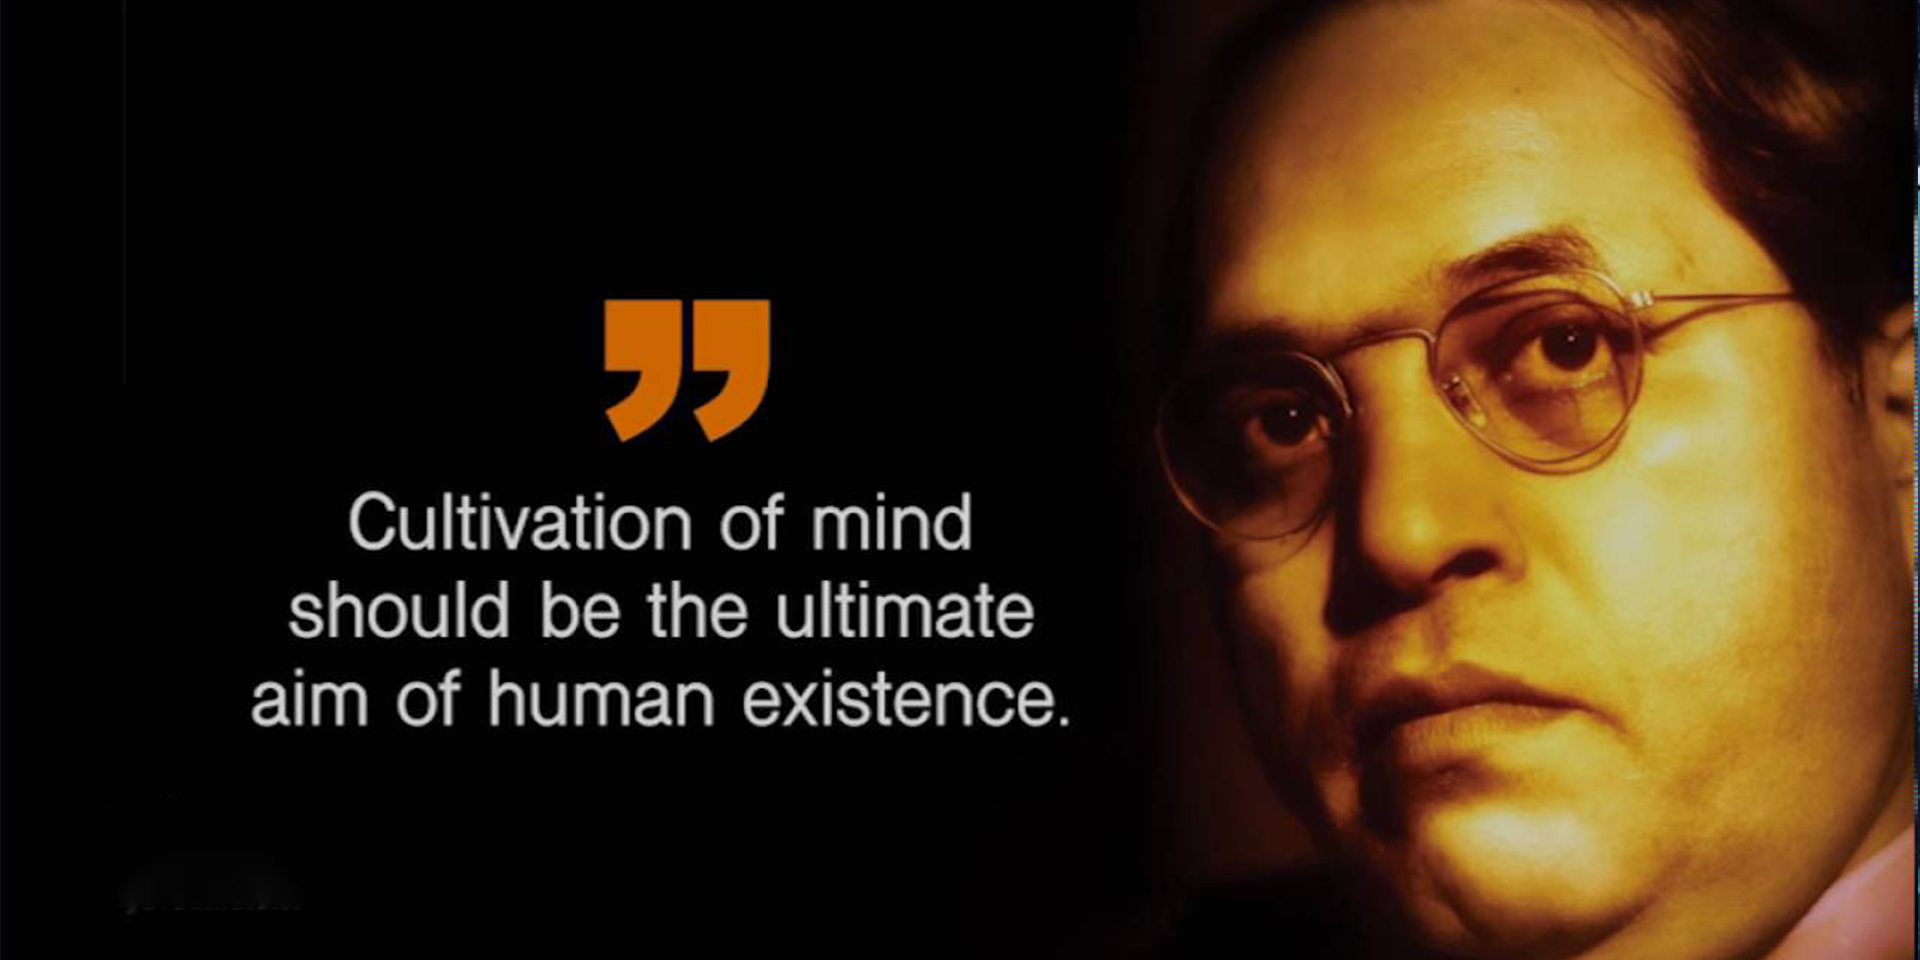 Cultivation of mind
should be the ultimate
aim of human existence.